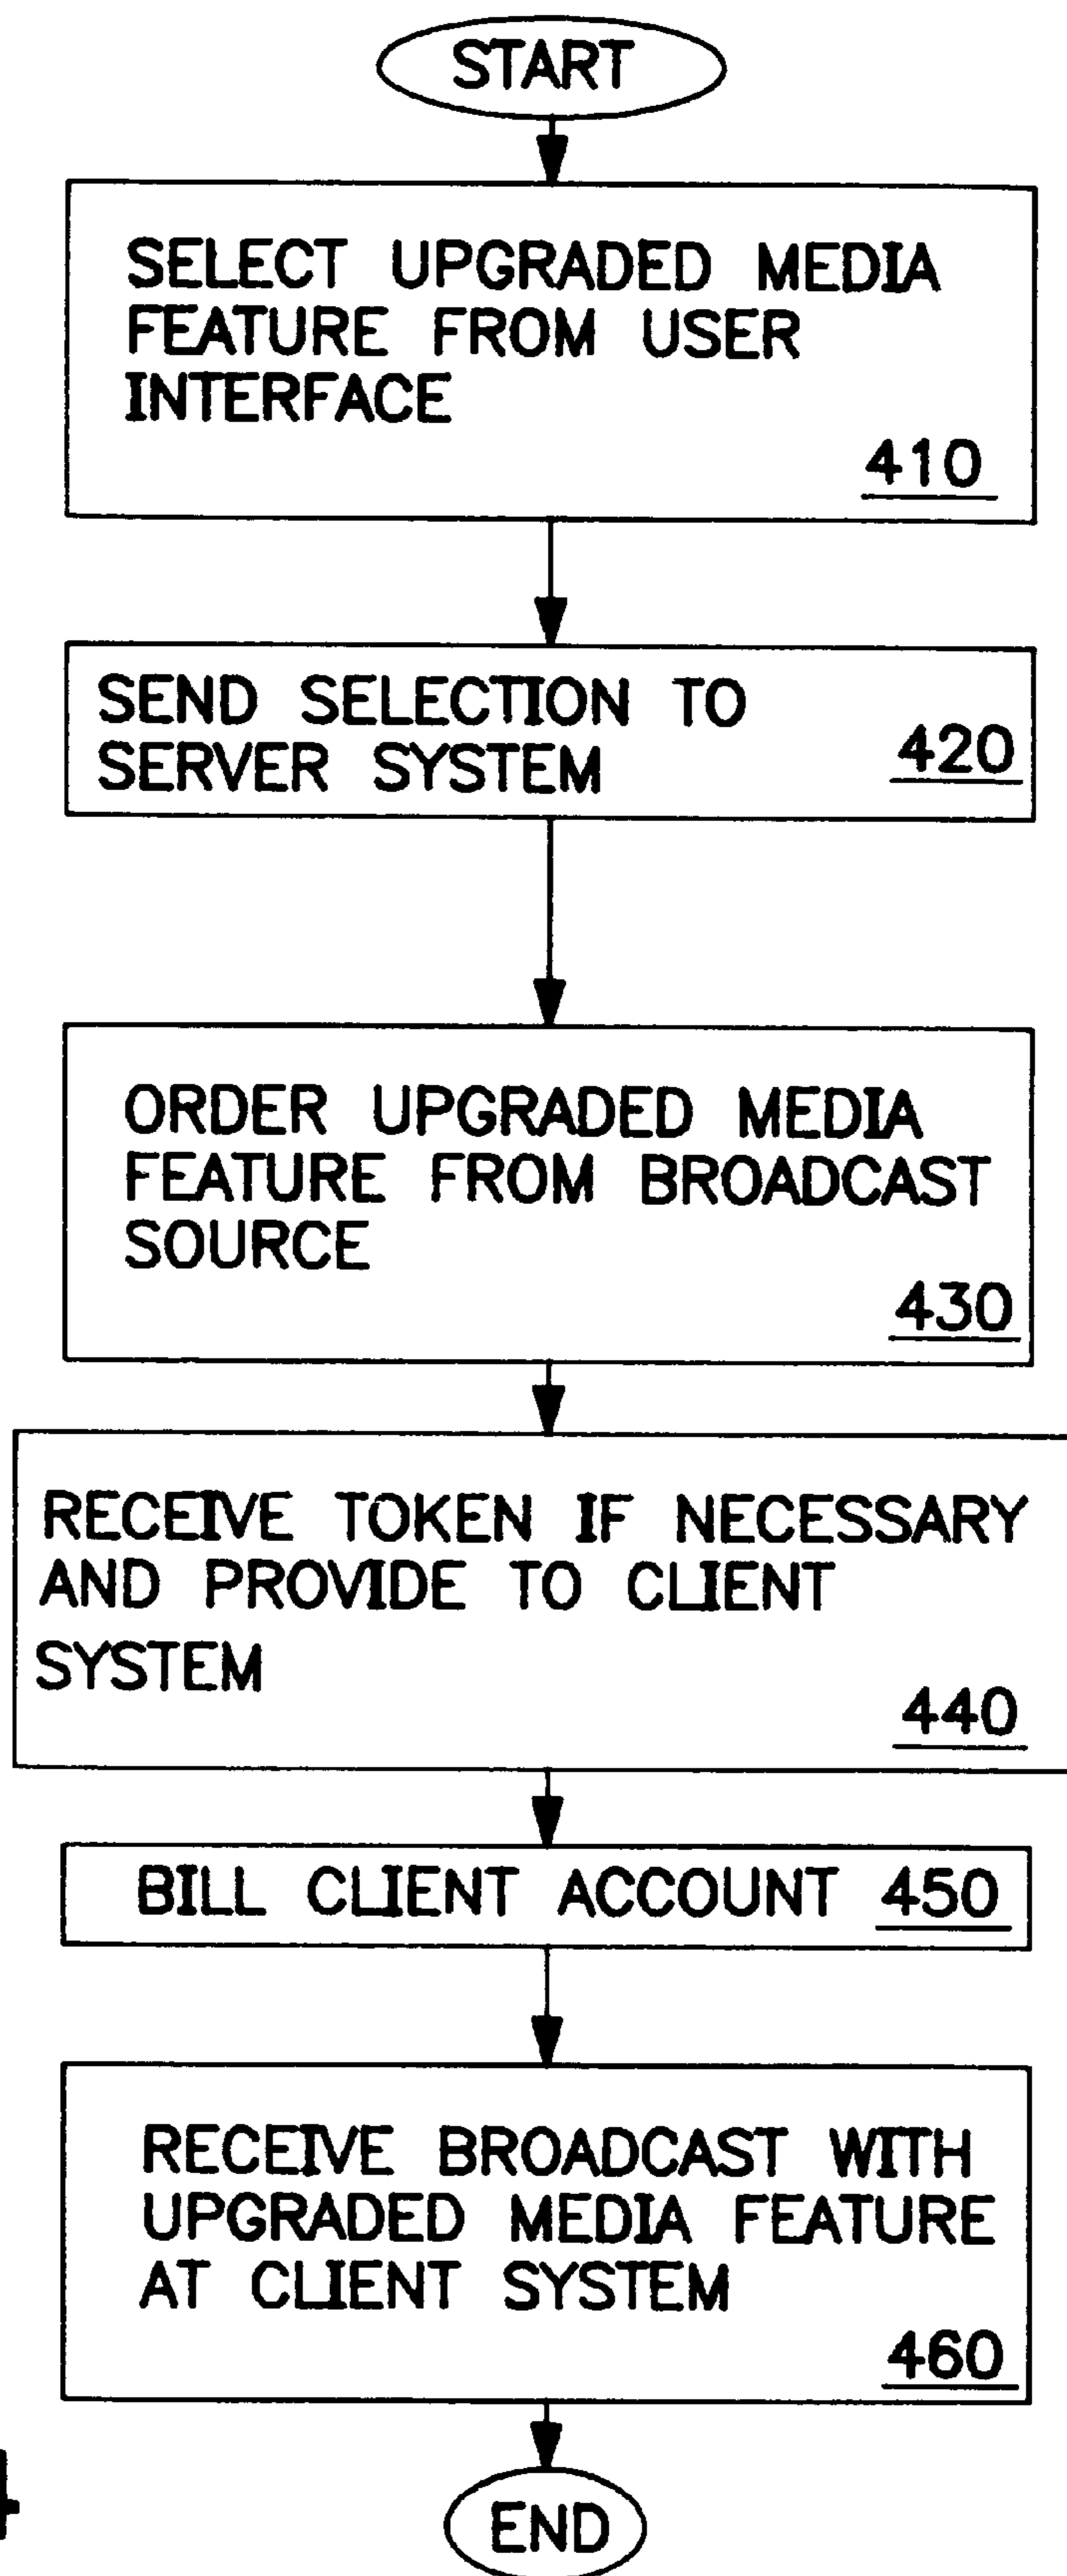 START
SELECT UPGRADED MEDIA
FEATURE FROM USER
INTERFACE
410
SEND SELECTION TO
SERVER SYSTEM
420
ORDER UPGRADED MEDIA
FEATURE FROM BROADCAST
SOURCE
430
RECEIVE TOKEN IF NECESSARY
AND PROVIDE TO CLIENT
SYSTEM
440
BILL CLIENT ACCOUNT 450
RECEIVE BROADCAST WITH
UPGRADED MEDIA FEATURE
AT CLIENT SYSTEM
460
END